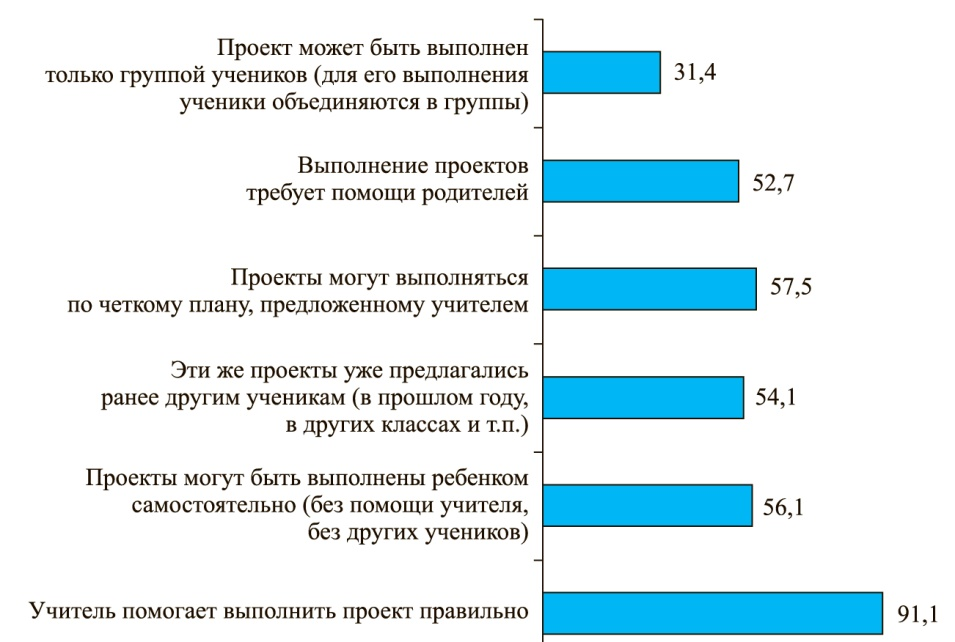 Проект может быть выполнен
только группой учеников (для его выполнения
ученики объединяются в группы)
31,4
Выполнение проектов
требует помощи родителей
52,7
Проекты могут выполняться
по четкому плану, предложенному учителем
57,5
Эти же проекты уже предлагались
ранее другим ученикам (в прошлом году,
в других классах и т.п.)
54,1
Проекты могут быть выполнены ребенком
самостоятельно (без помощи учителя,
без других учеников)
56,1
Учитель помогает выполнить проект правильно
91,1